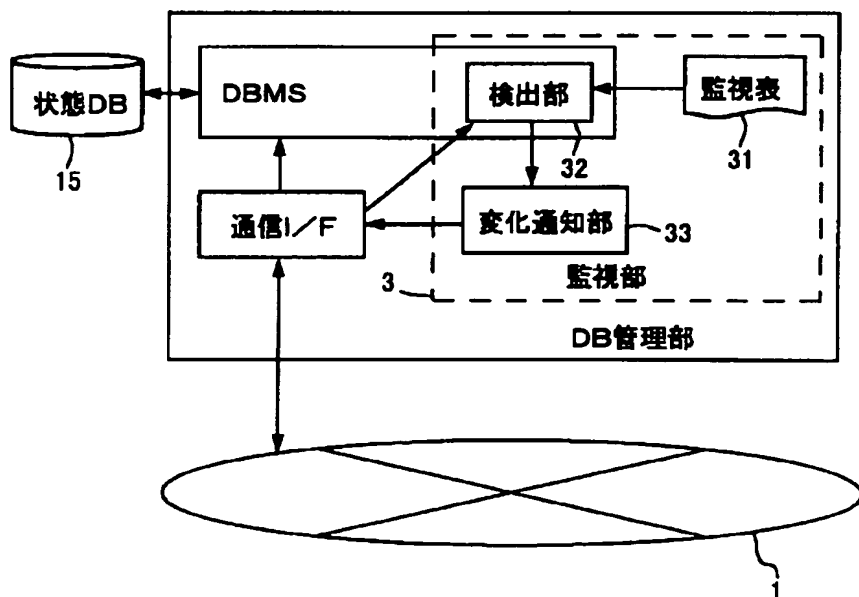 状態DB
15
DBMS
検出部
32
監視表
31
通信I／F
変化通知部
33
3
監視部
DB管理部
1